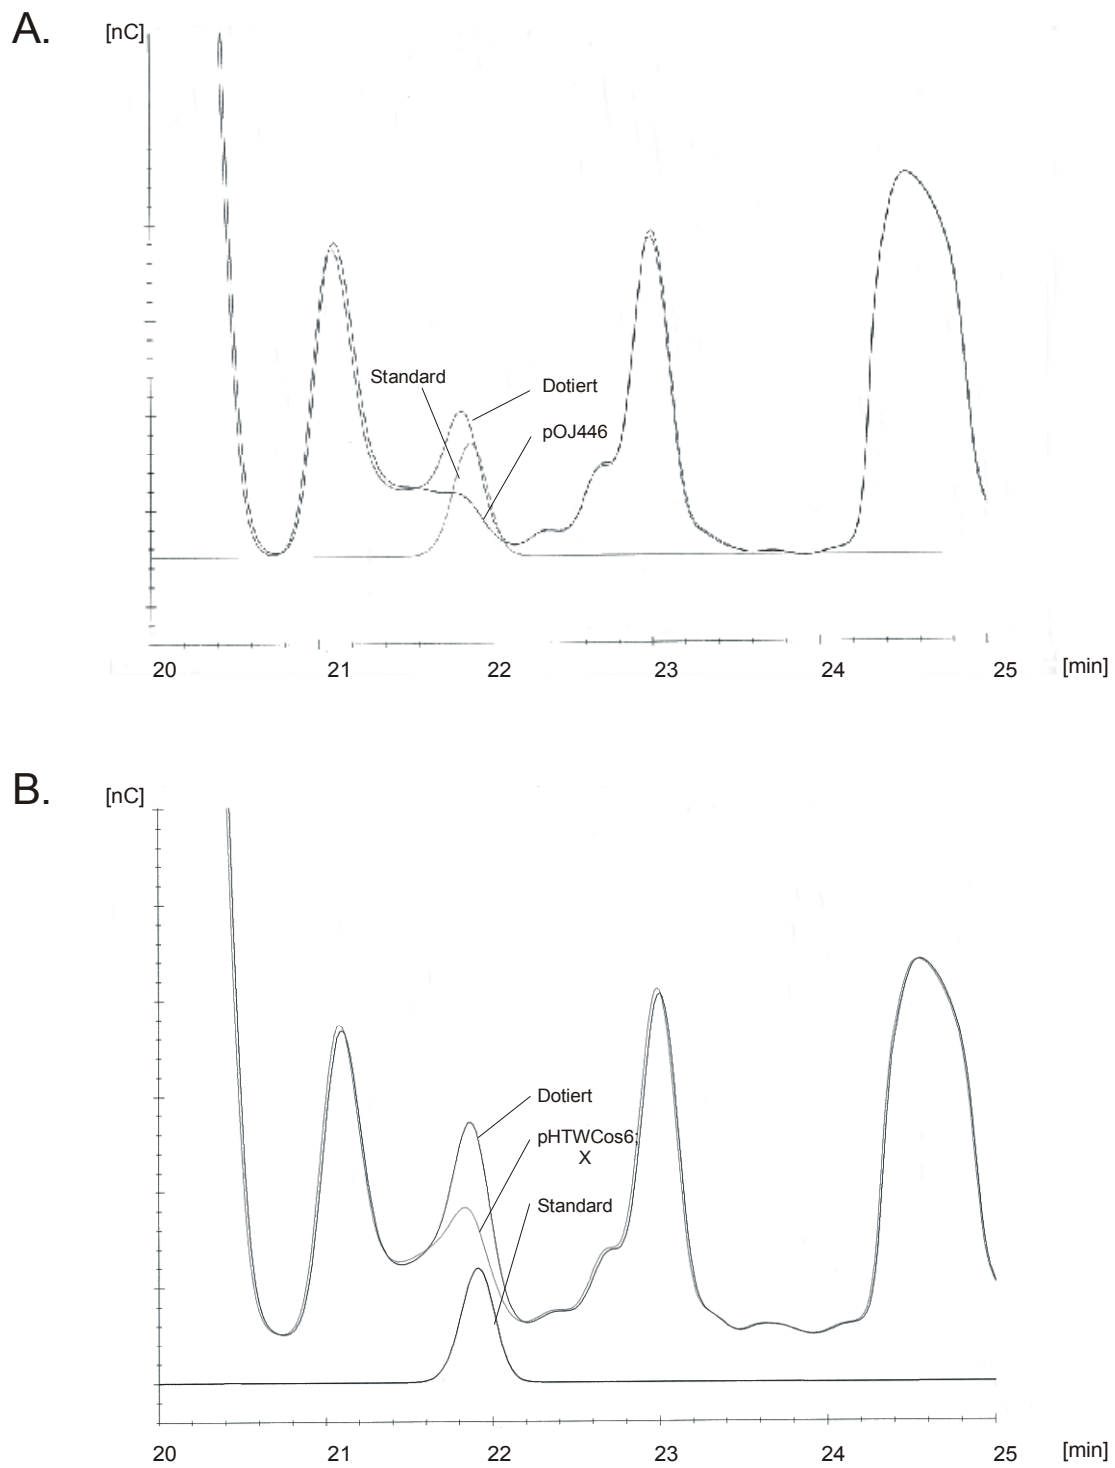 A.
[nC]
Standard
Dotiert
pOJ446
20 21 22 23 24 25 [min]
B.
[nC]
Dotiert
pHTWCos6;
X
Standard
20 21 22 23 24 25 [min]